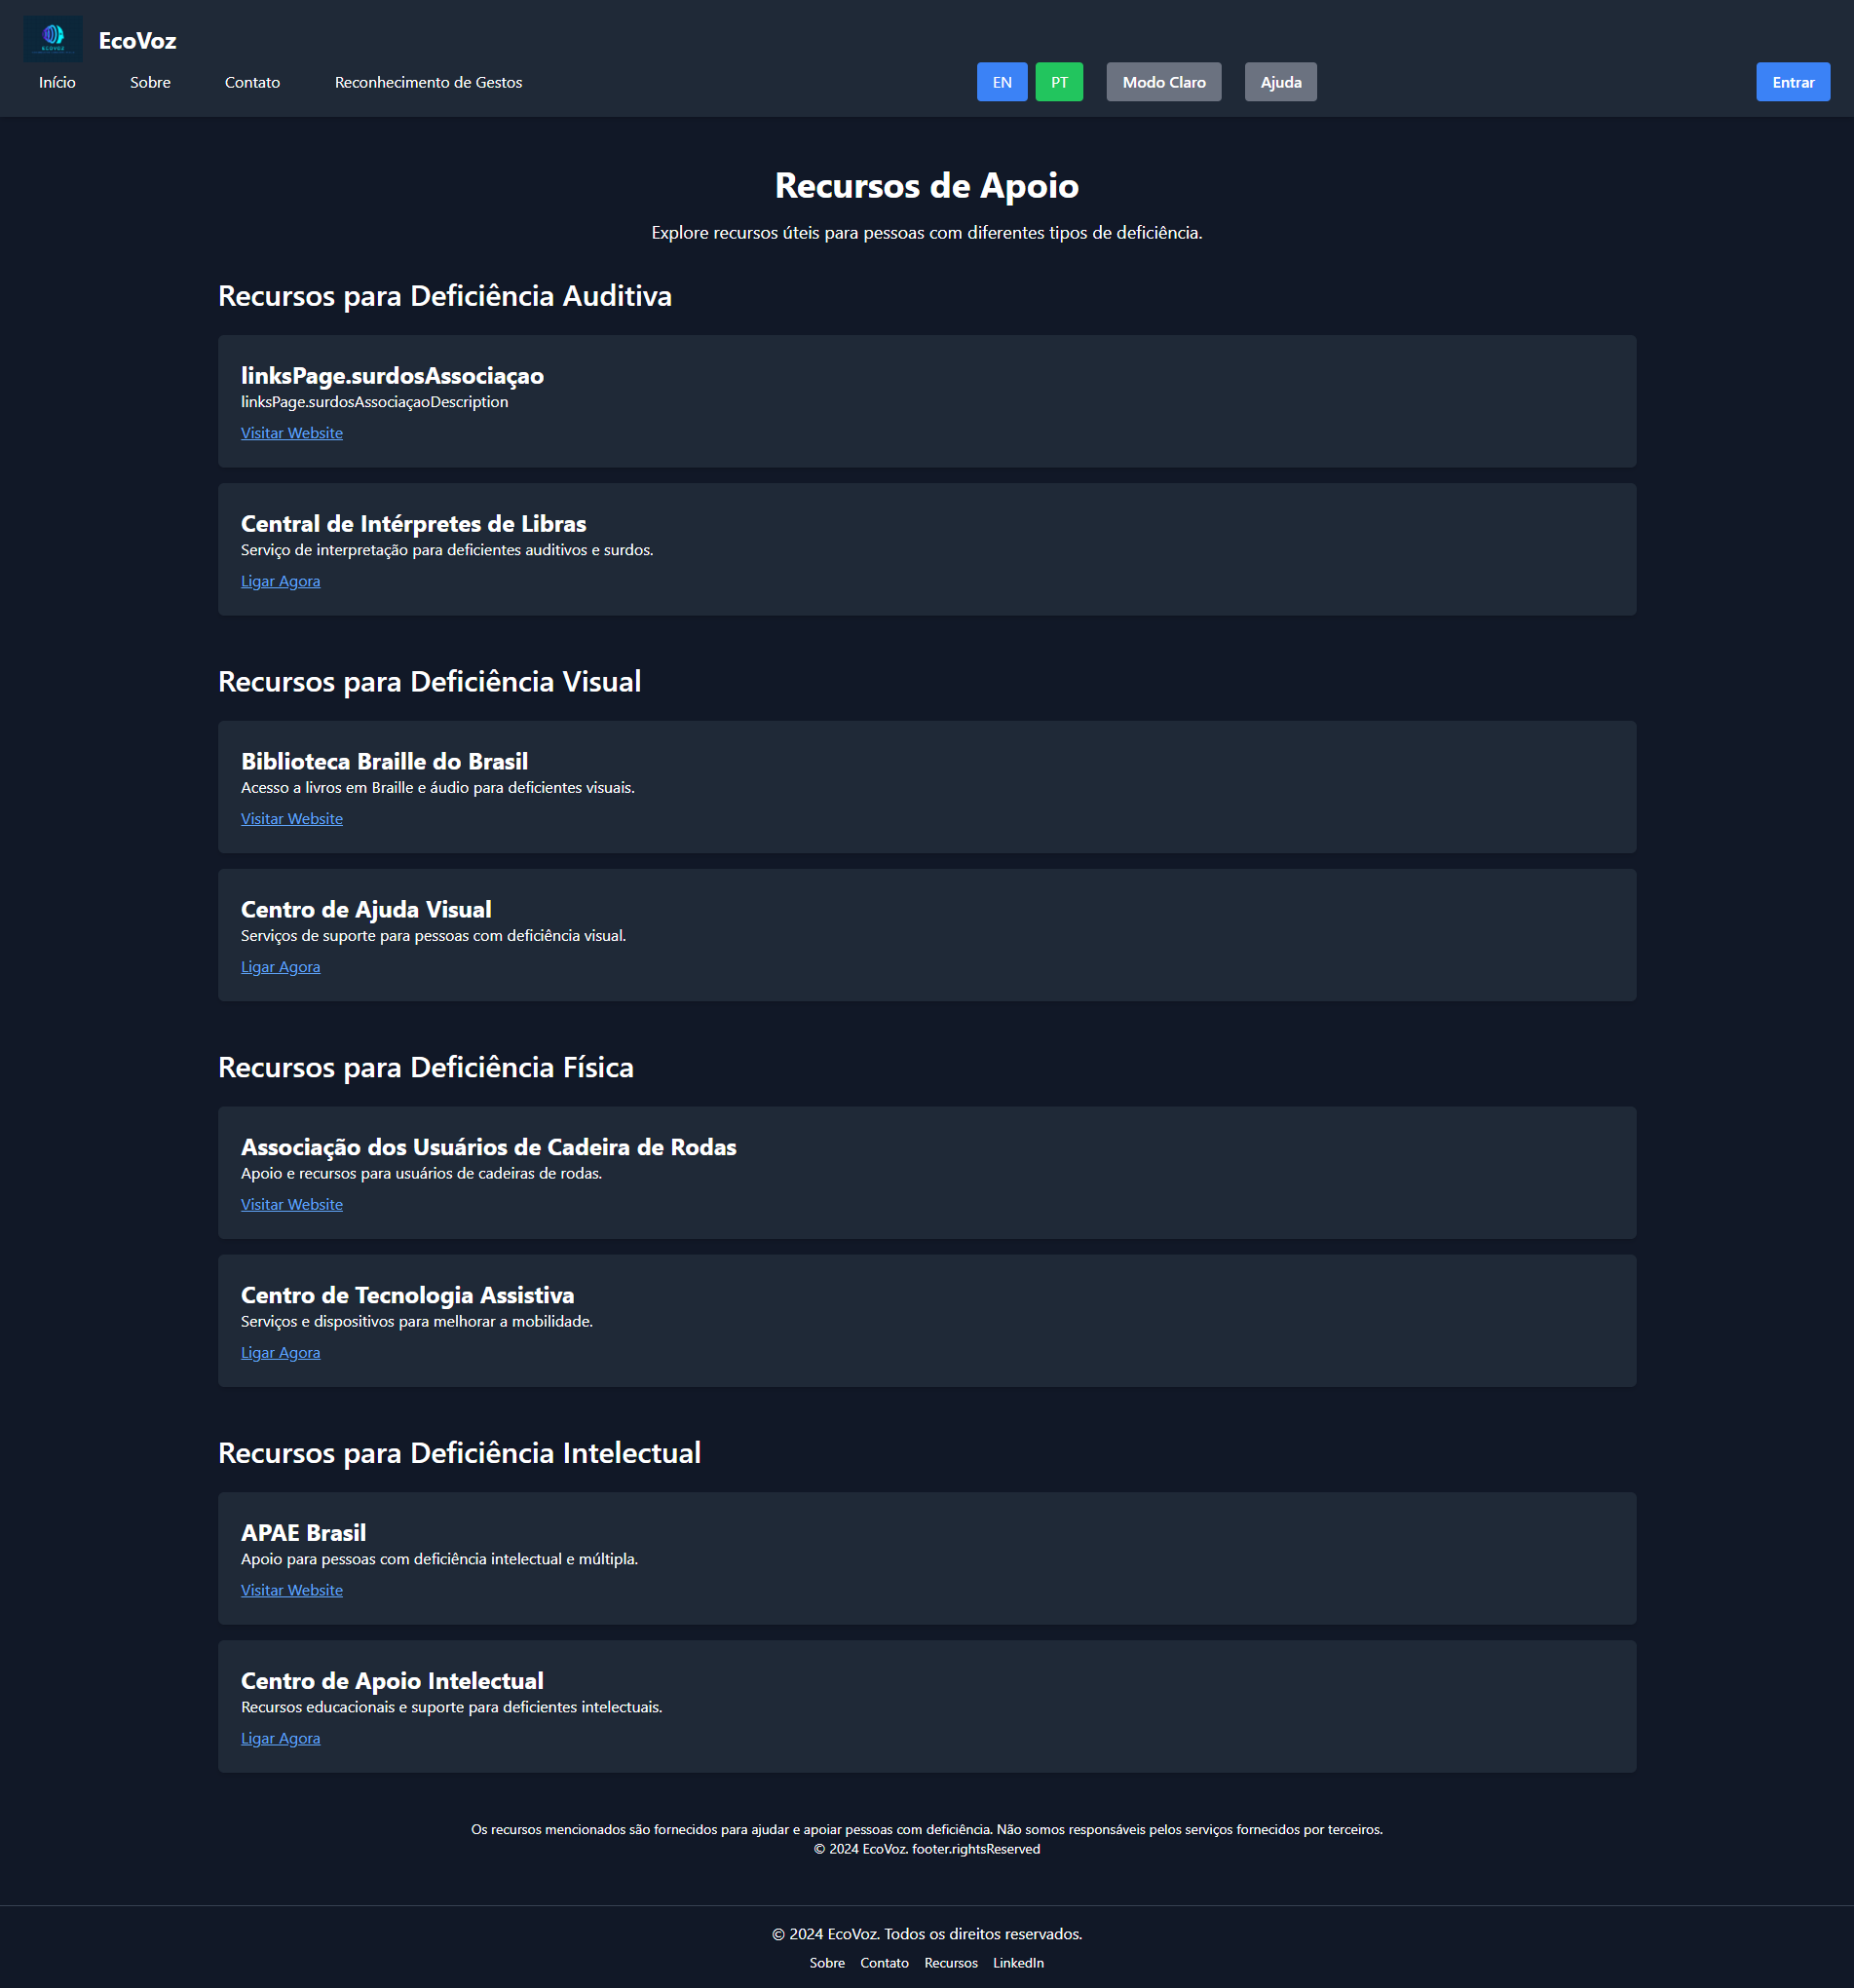 ECOVOZ
EcoVoz
Início Sobre Contato Reconhecimento de Gestos EN PT Modo Claro Ajuda Entrar
Recursos de Apoio
Explore recursos úteis para pessoas com diferentes tipos de deficiência.
Recursos para Deficiência Auditiva
linksPage.surdosAssociaçao
linksPage.surdosAssociaçaoDescription
Visitar Website
Central de Intérpretes de Libras
Serviço de interpretação para deficientes auditivos e surdos.
Ligar Agora
Recursos para Deficiência Visual
Biblioteca Braille do Brasil
Acesso a livros em Braille e áudio para deficientes visuais.
Visitar Website
Centro de Ajuda Visual
Serviços de suporte para pessoas com deficiência visual.
Ligar Agora
Recursos para Deficiência Física
Associação dos Usuários de Cadeira de Rodas
Apoio e recursos para usuários de cadeiras de rodas.
Visitar Website
Centro de Tecnologia Assistiva
Serviços e dispositivos para melhorar a mobilidade.
Ligar Agora
Recursos para Deficiência Intelectual
APAE Brasil
Apoio para pessoas com deficiência intelectual e múltipla.
Visitar Website
Centro de Apoio Intelectual
Recursos educacionais e suporte para deficientes intelectuais.
Ligar Agora
Os recursos mencionados são fornecidos para ajudar e apoiar pessoas com deficiência. Não somos responsáveis pelos serviços fornecidos por terceiros.
© 2024 EcoVoz. footer.rightsReserved
© 2024 EcoVoz. Todos os direitos reservados.
Sobre Contato Recursos LinkedIn